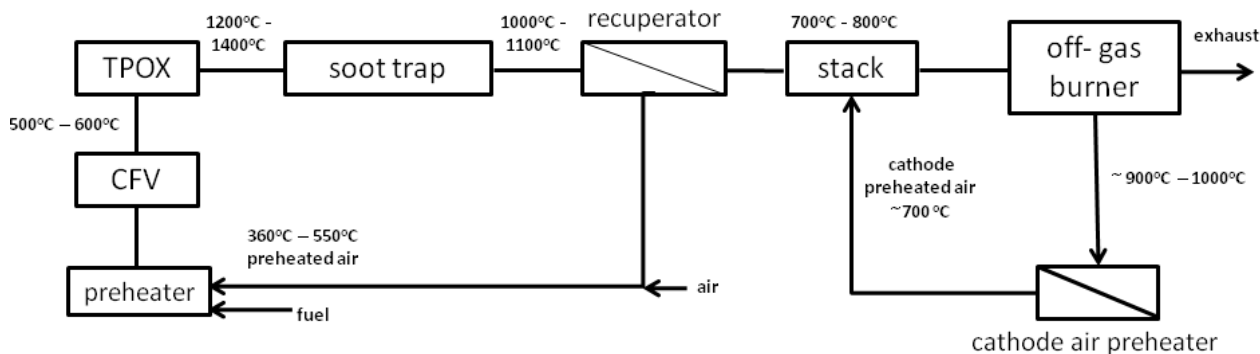 1200°C -
1400°C
1000°C -
1100°C
recuperator
700°C - 800°C
exhaust
TPOX
soot trap
stack
off- gas
burner
500°C – 600°C
CFV
cathode
preheated air
~700 °C
~900°C – 1000°C
360°C – 550°C
preheated air
preheater
air
fuel
cathode air preheater